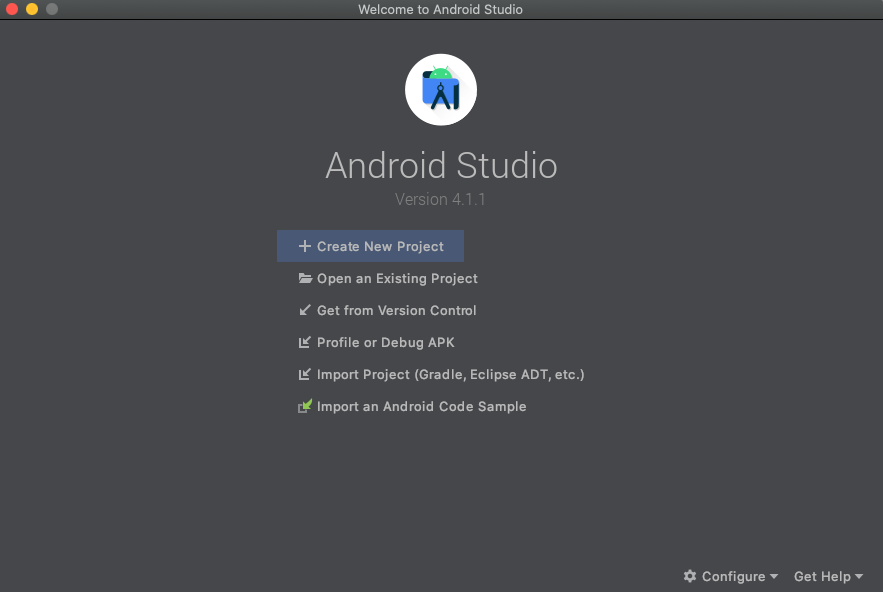 Welcome to Android Studio
Android Studio
Version 4.1.1
Create New Project
Open an Existing Project
Get from Version Control
Profile or Debug APK
Import Project (Gradle, Eclipse ADT, etc.)
Import an Android Code Sample
Configure Get Help